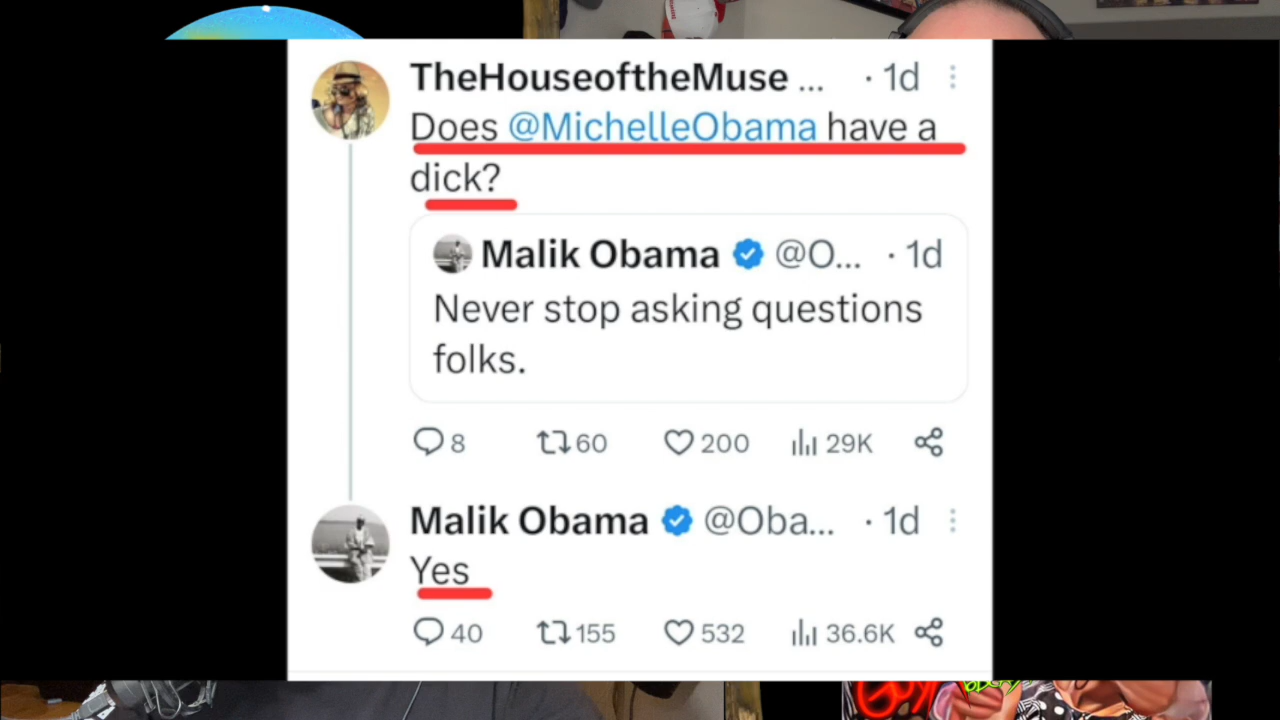 TheHouseoftheMuse ... · 1d
Does @MichelleObama have a
dick?
Malik Obama @O... · 1d
Never stop asking questions
folks.
8 60 200 29K
Malik Obama @Oba... · 1d
Yes
40 155 532 36.6K